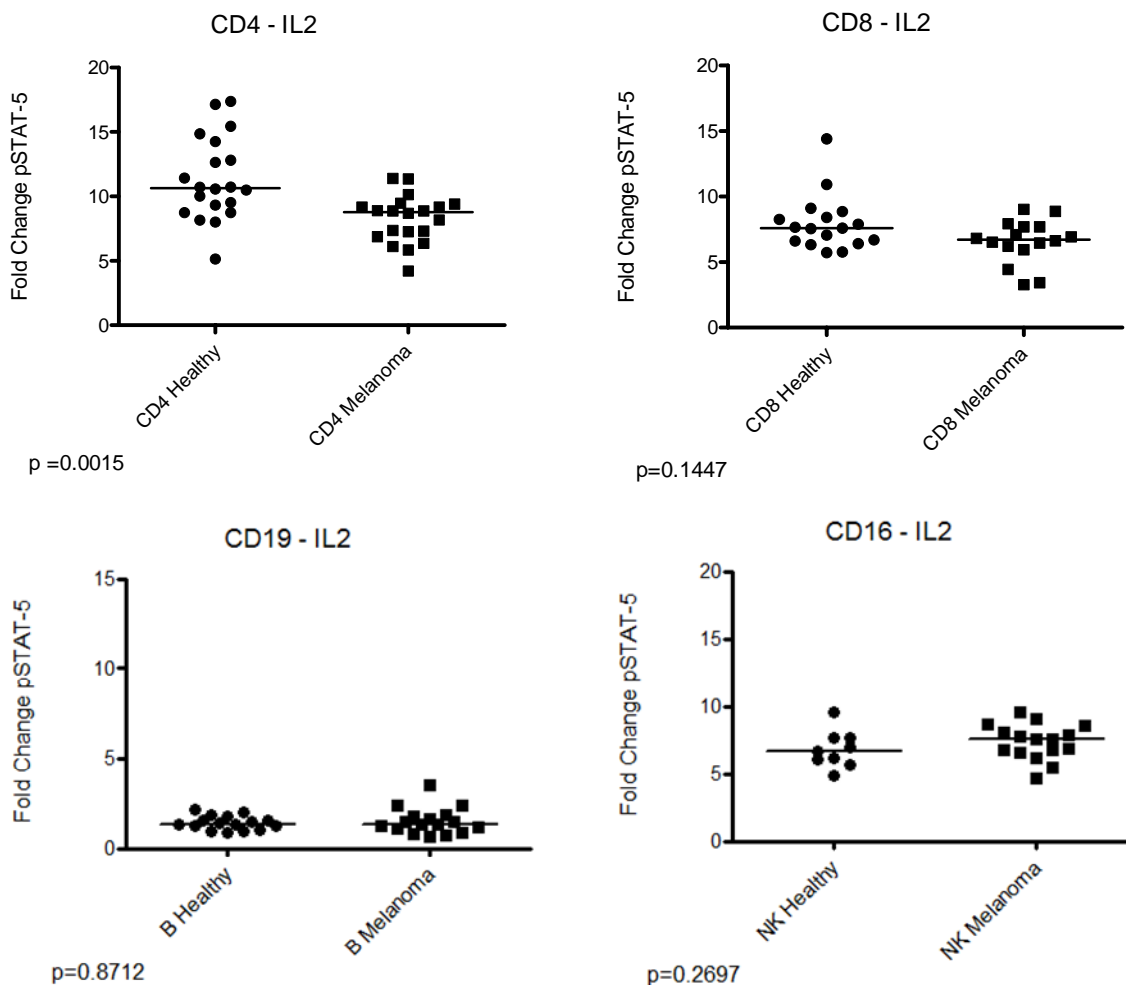 CD4 - IL2
Fold Change pSTAT-5
20
15
10
5
0
CD4 Healthy
CD4 Melanoma
p =0.0015
CD8 - IL2
Fold Change pSTAT-5
20
15
10
5
0
CD8 Healthy
CD8 Melanoma
p=0.1447
CD19 - IL2
Fold Change pSTAT-5
15
10
5
0
B Healthy
B Melanoma
p=0.8712
CD16 - IL2
Fold Change pSTAT-5
20
15
10
5
0
NK Healthy
NK Melanoma
p=0.2697